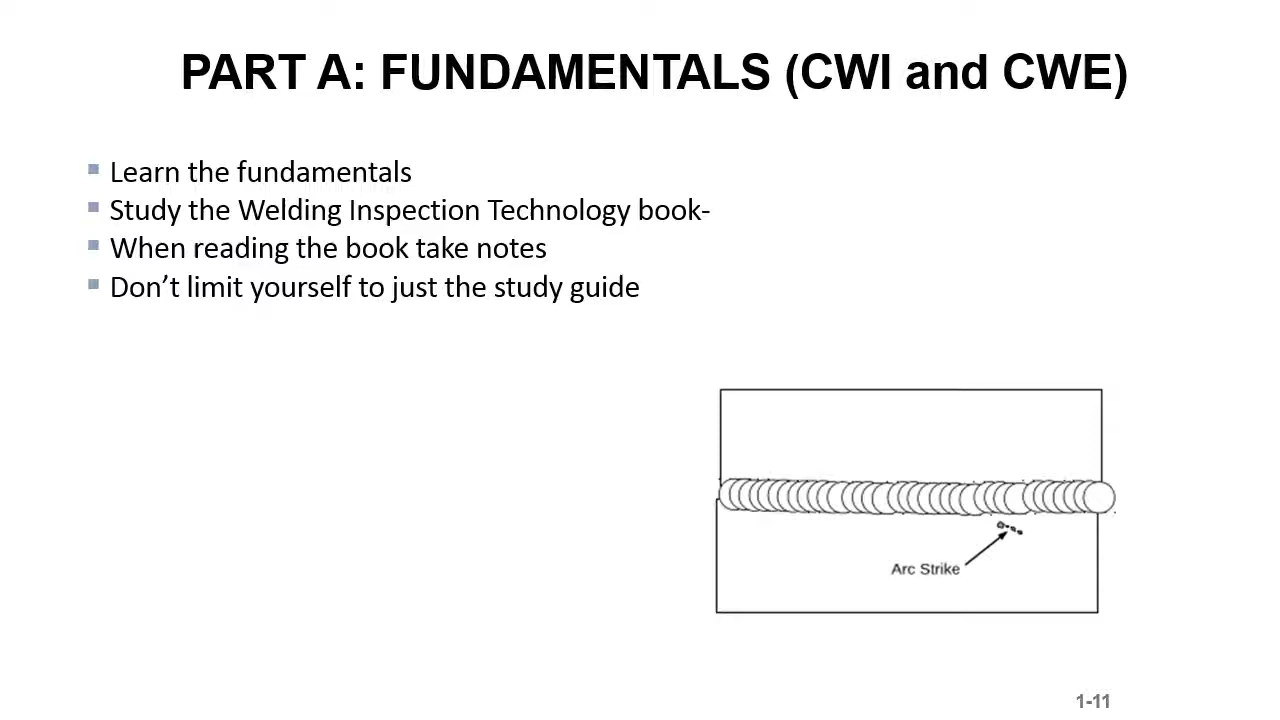 PART A: FUNDAMENTALS (CWI and CWE)
Learn the fundamentals
Study the Welding Inspection Technology book-
When reading the book take notes
Don’t limit yourself to just the study guide
Arc Strike
1-11